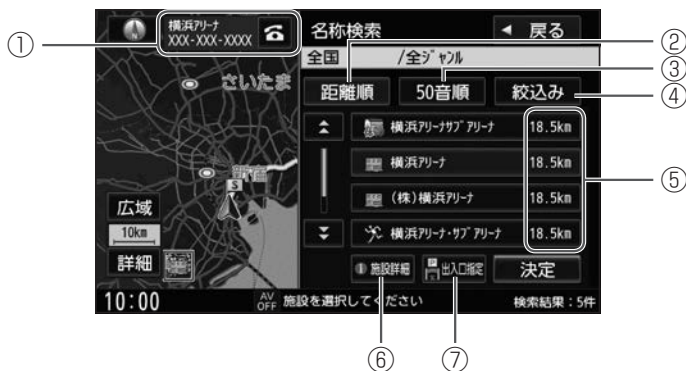 ①
横浜アリーナ
XXX-XXX-XXXX
名称検索
戻る
全国 /全ジャンル
②
距離順
③
50音順
④
絞込み
さいたま
新宿
S
横浜アリーナサブアリーナ 18.5km
横浜アリーナ 18.5km
(株)横浜アリーナ 18.5km
横浜アリーナ・サブアリーナ 18.5km
⑤
広域
10km
詳細
施設詳細
出入口指定
決定
10:00
AV OFF
施設を選択してください
検索結果：5件
⑥
⑦